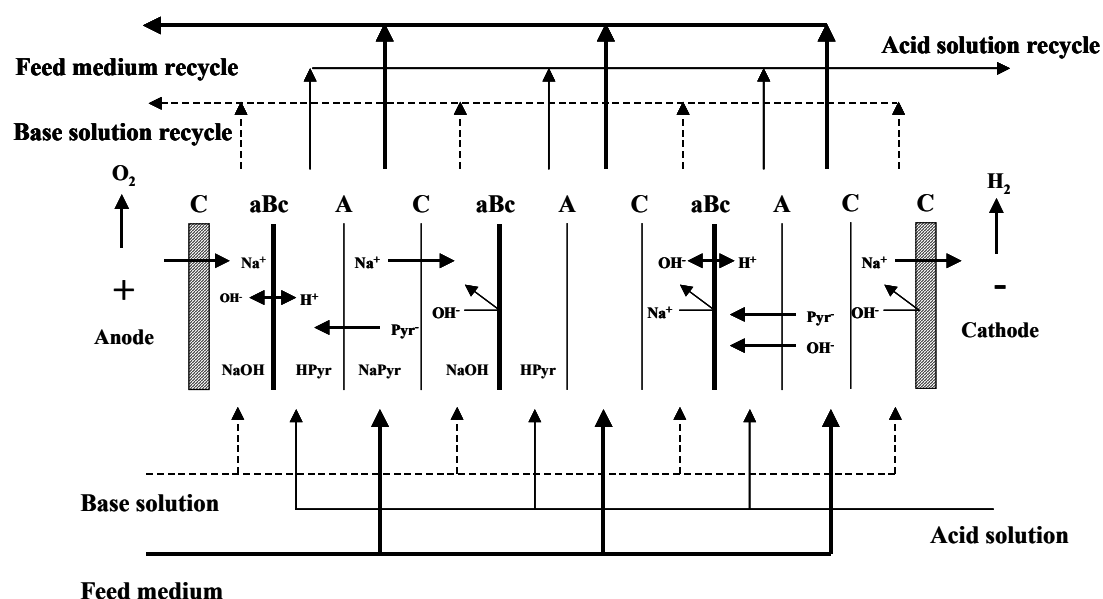 Acid solution recycle
Feed medium recycle
Base solution recycle
O2
H2
C aBc A C aBc A C aBc A C C
Na+ Na+ OH- H+ Na+
OH- H+
+ OH- Na+ Pyr- OH- -
Anode Pyr- OH- Cathode
NaOH HPyr NaPyr NaOH HPyr
Base solution
Acid solution
Feed medium